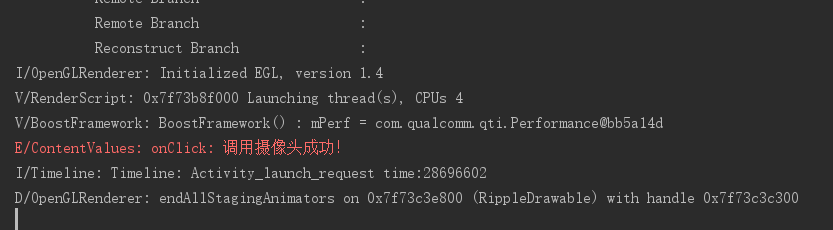 Remote Branch :
Remote Branch :
Reconstruct Branch :
I/OpenGLRenderer: Initialized EGL, version 1.4
V/RenderScript: 0x7f73b8f000 Launching thread(s), CPUs 4
V/BoostFramework: BoostFramework() : mPerf = com.qualcomm.qti.Performance@bb5a14d
E/ContentValues: onClick: 调用摄像头成功!
I/Timeline: Timeline: Activity_launch_request time:28696602
D/OpenGLRenderer: endAllStagingAnimators on 0x7f73c3e800 (RippleDrawable) with handle 0x7f73c3c300